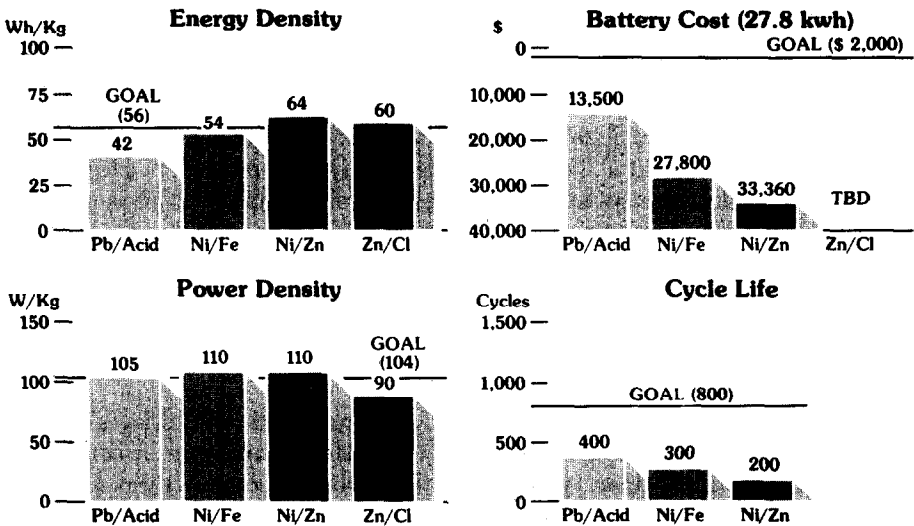 Energy Density
Wh/Kg
100
75
50
25
0
GOAL
(56)
42
54
64
60
Pb/Acid Ni/Fe Ni/Zn Zn/Cl
Battery Cost (27.8 kwh)
$
0
10,000
20,000
30,000
40,000
GOAL ($ 2,000)
13,500
27,800
33,360
TBD
Pb/Acid Ni/Fe Ni/Zn Zn/Cl
Power Density
W/Kg
150
100
50
0
105
110
110
GOAL
(104)
90
Pb/Acid Ni/Fe Ni/Zn Zn/Cl
Cycle Life
Cycles
1,500
1,000
500
0
GOAL (800)
400
300
200
Pb/Acid Ni/Fe Ni/Zn